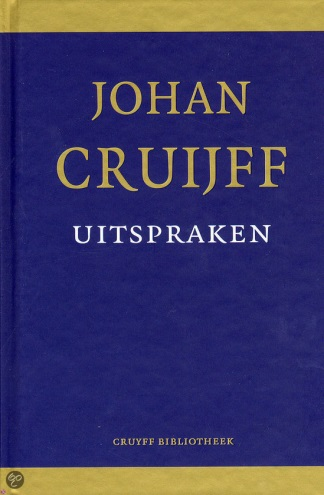 JOHAN
CRUIJFF
UITSPRAKEN
CRUYFF BIBLIOTHEEK